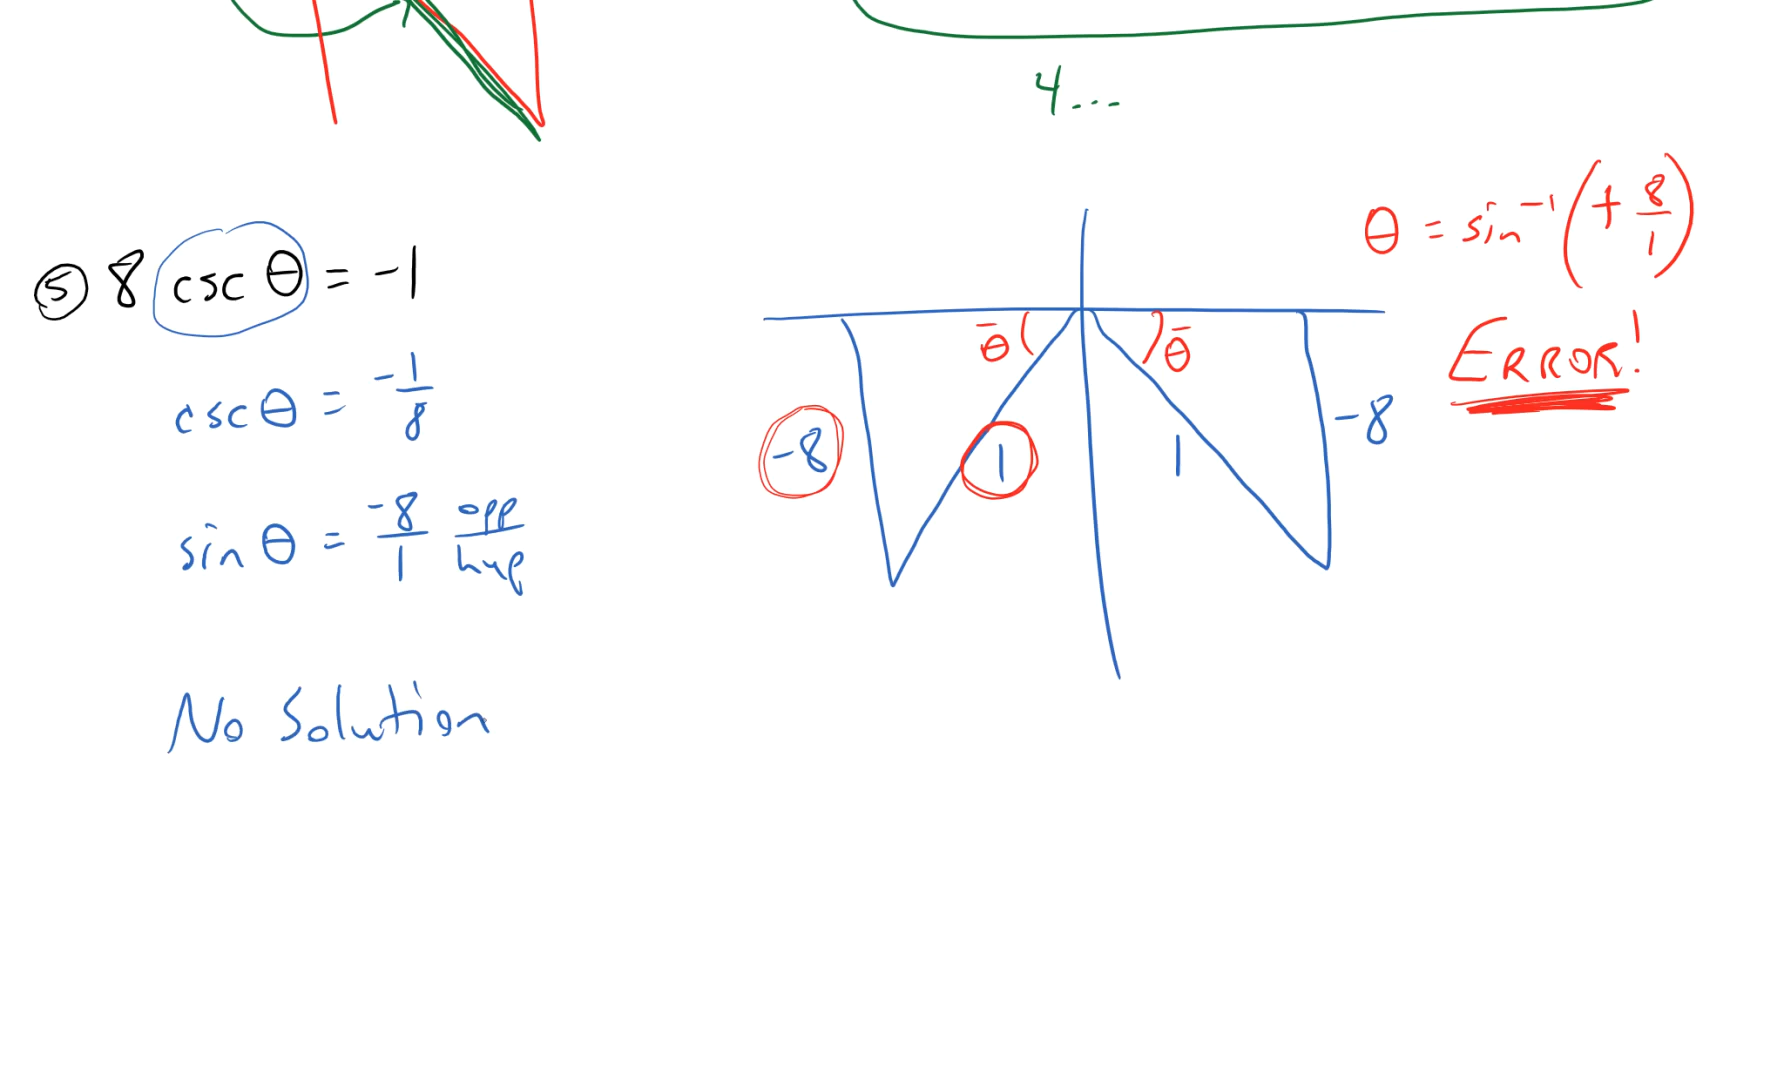 4...
⑤ 8 csc θ = -1
csc θ = -1/8
sin θ = -8/1 opp/hyp
No Solution
θ̄ θ̄
-8 1 1 -8
θ = sin⁻¹(+ 8/1)
ERROR!